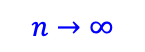 n → ∞